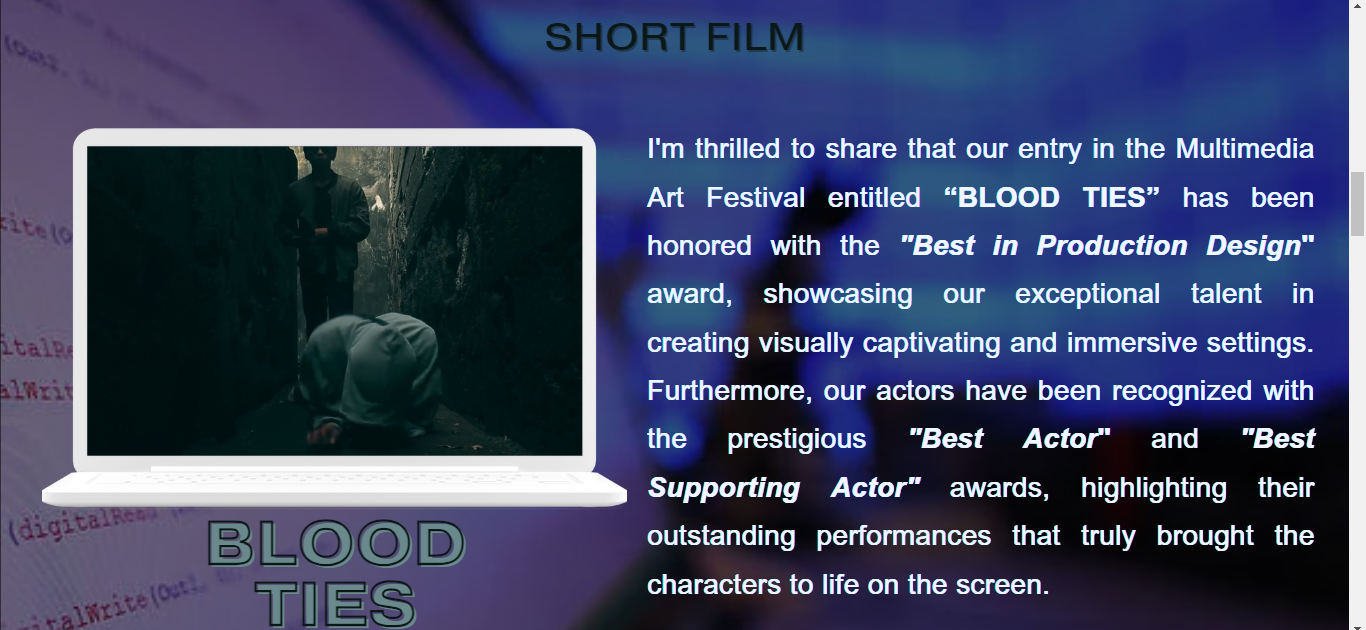 SHORT FILM
I'm thrilled to share that our entry in the Multimedia
Art Festival entitled “BLOOD TIES” has been
honored with the "Best in Production Design"
award, showcasing our exceptional talent in
creating visually captivating and immersive settings.
Furthermore, our actors have been recognized with
the prestigious "Best Actor" and "Best
Supporting Actor" awards, highlighting their
outstanding performances that truly brought the
characters to life on the screen.
BLOOD
TIES
(digitalRead
italWrite(Out1,